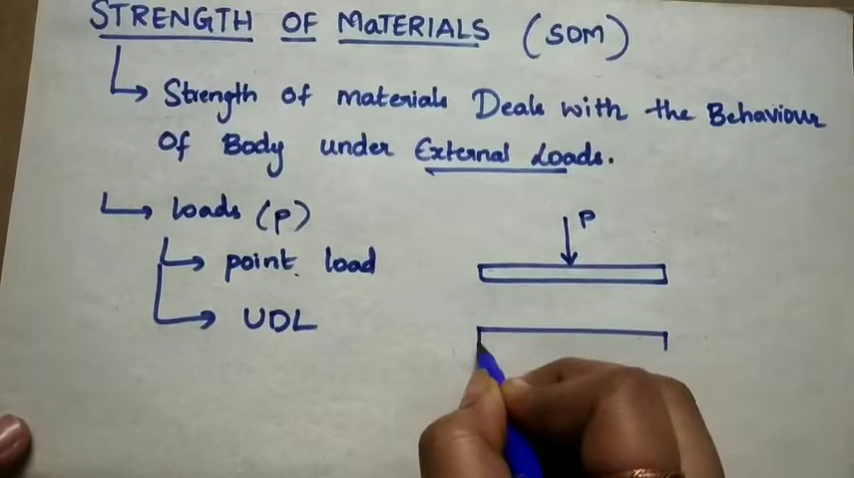 STRENGTH OF MATERIALS (SOM)
Strength of materials Deals with the Behaviour
Of Body under External Loads.
loads (P)
P
point load
UDL